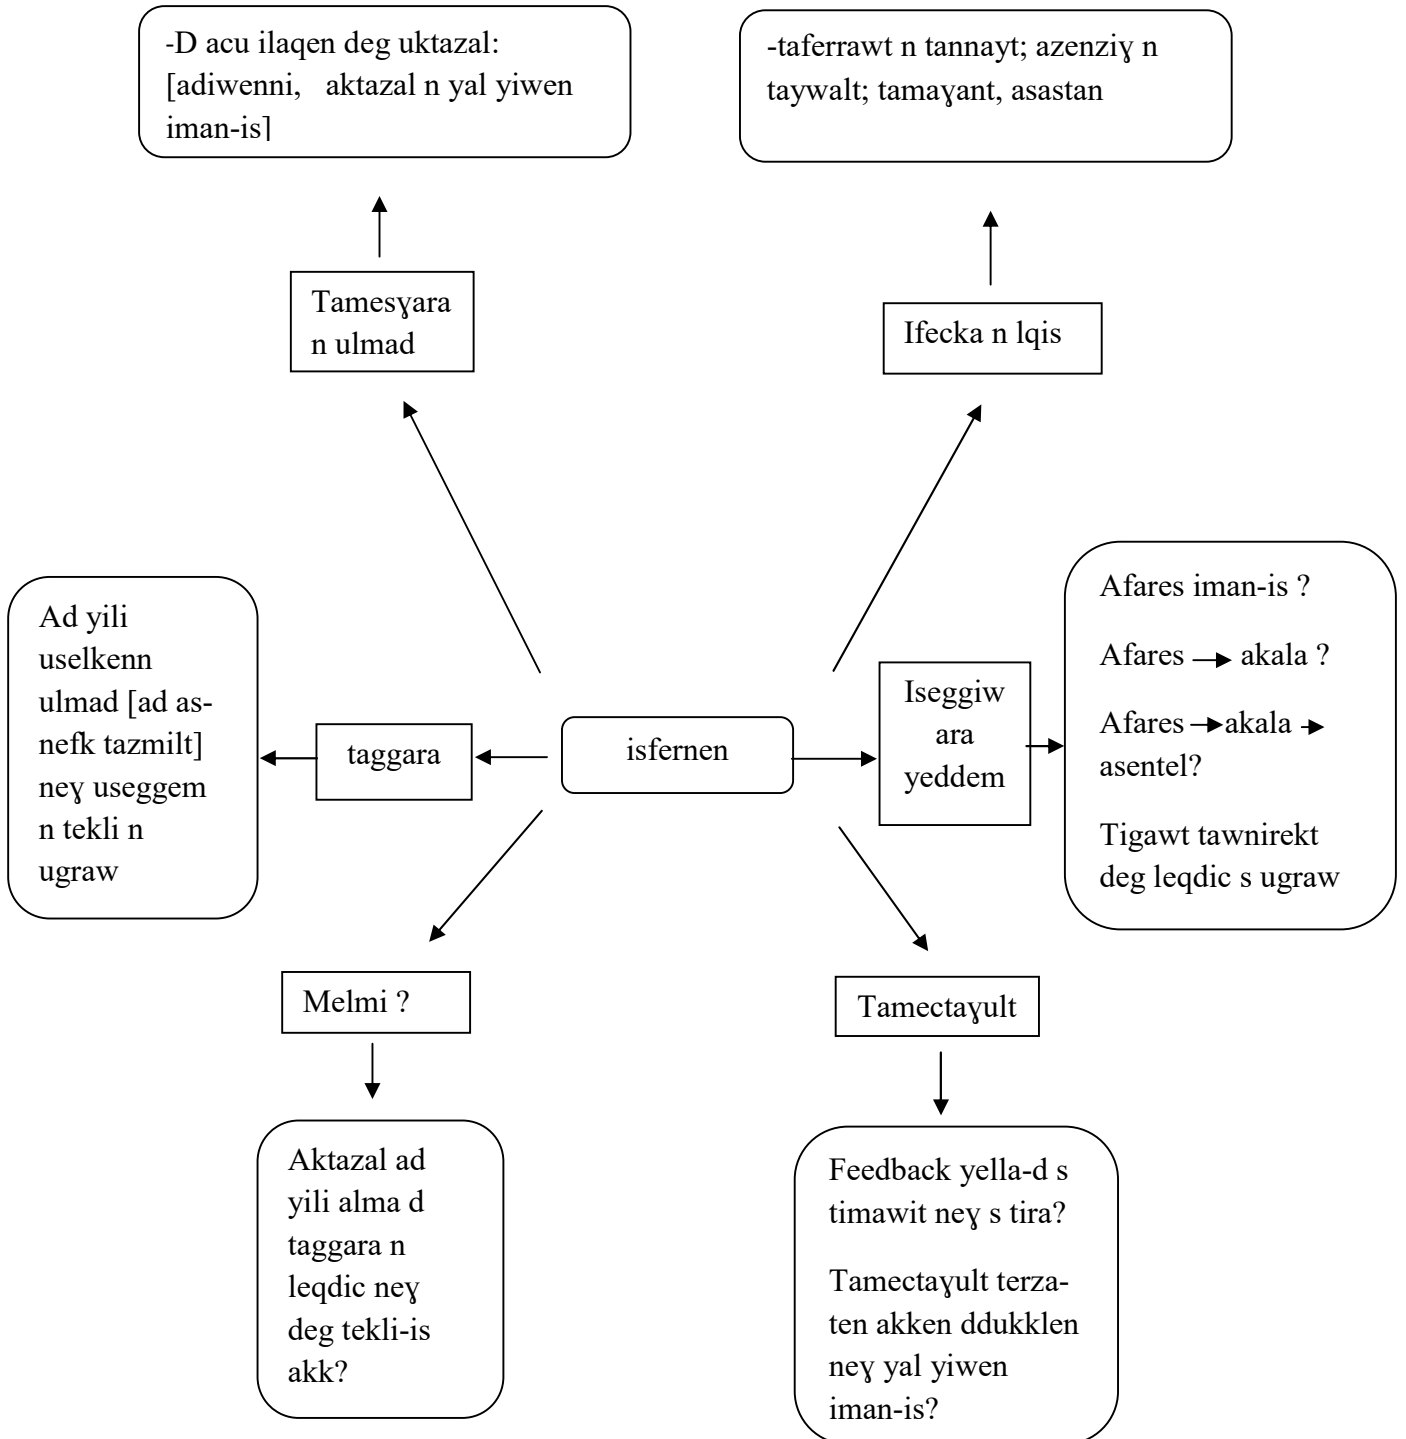 -D acu ilaqen deg uktazal:
[adiwenni, aktazal n yal yiwen
iman-is]
-taferrawt n tannayt; azenziɣ n
taywalt; tamaɣant, asastan
Tamesɣara
n ulmad
Ifecka n lqis
Ad yili
uselkenn
ulmad [ad as-
nefk tazmilt]
neɣ useggem
n tekli n
ugraw
taggara
isfernen
Iseggiw
ara
yeddem
Afares iman-is ?
Afares → akala ?
Afares →akala →
asentel?
Tigawt tawnirekt
deg leqdic s ugraw
Melmi ?
Tamectaɣult
Aktazal ad
yili alma d
taggara n
leqdic neɣ
deg tekli-is
akk?
Feedback yella-d s
timawit neɣ s tira?
Tamectaɣult terza-
ten akken ddukklen
neɣ yal yiwen
iman-is?